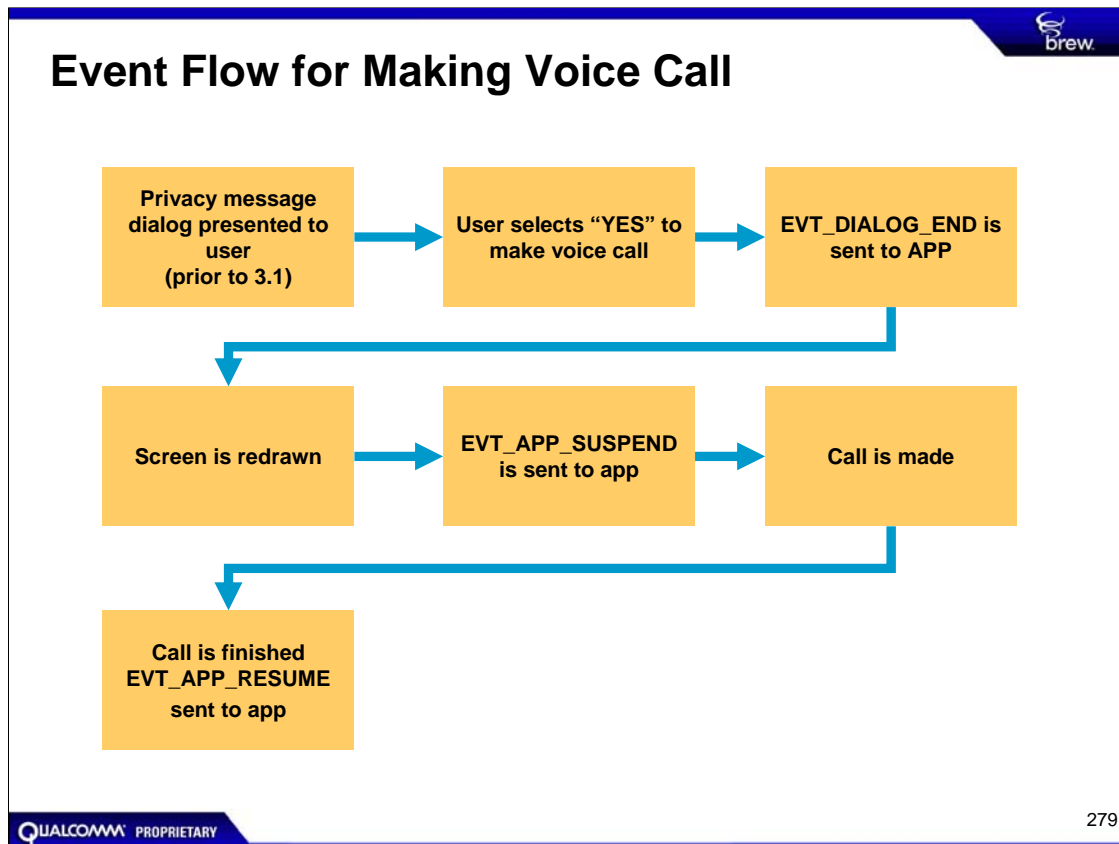 brew.
Event Flow for Making Voice Call
Privacy message
dialog presented to
user
(prior to 3.1)
User selects “YES” to
make voice call
EVT_DIALOG_END is
sent to APP
Screen is redrawn
EVT_APP_SUSPEND
is sent to app
Call is made
Call is finished
EVT_APP_RESUME
sent to app
QUALCOMM PROPRIETARY
279